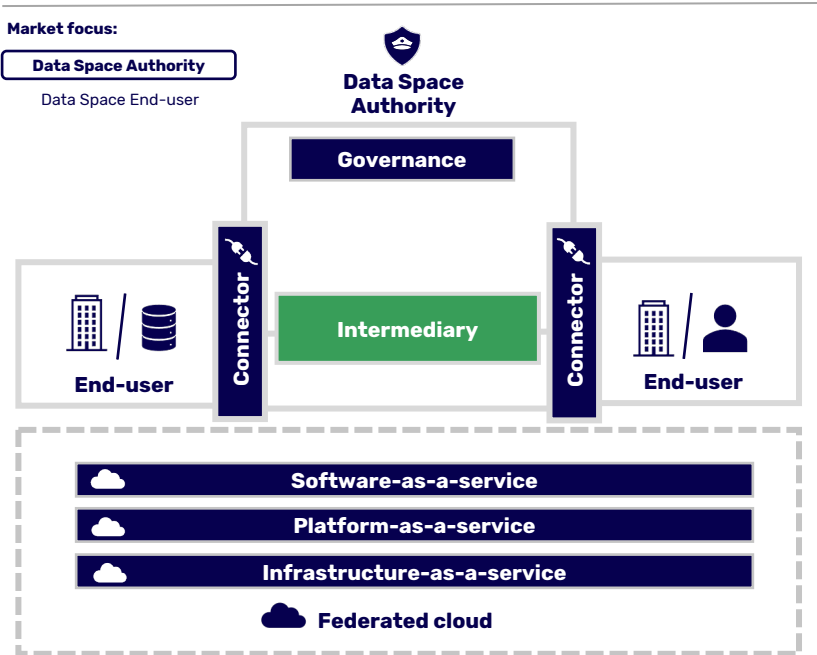 Market focus:
Data Space Authority
Data Space End-user
Data Space
Authority
Governance
Connector
Connector
Intermediary
End-user
End-user
Software-as-a-service
Platform-as-a-service
Infrastructure-as-a-service
Federated cloud